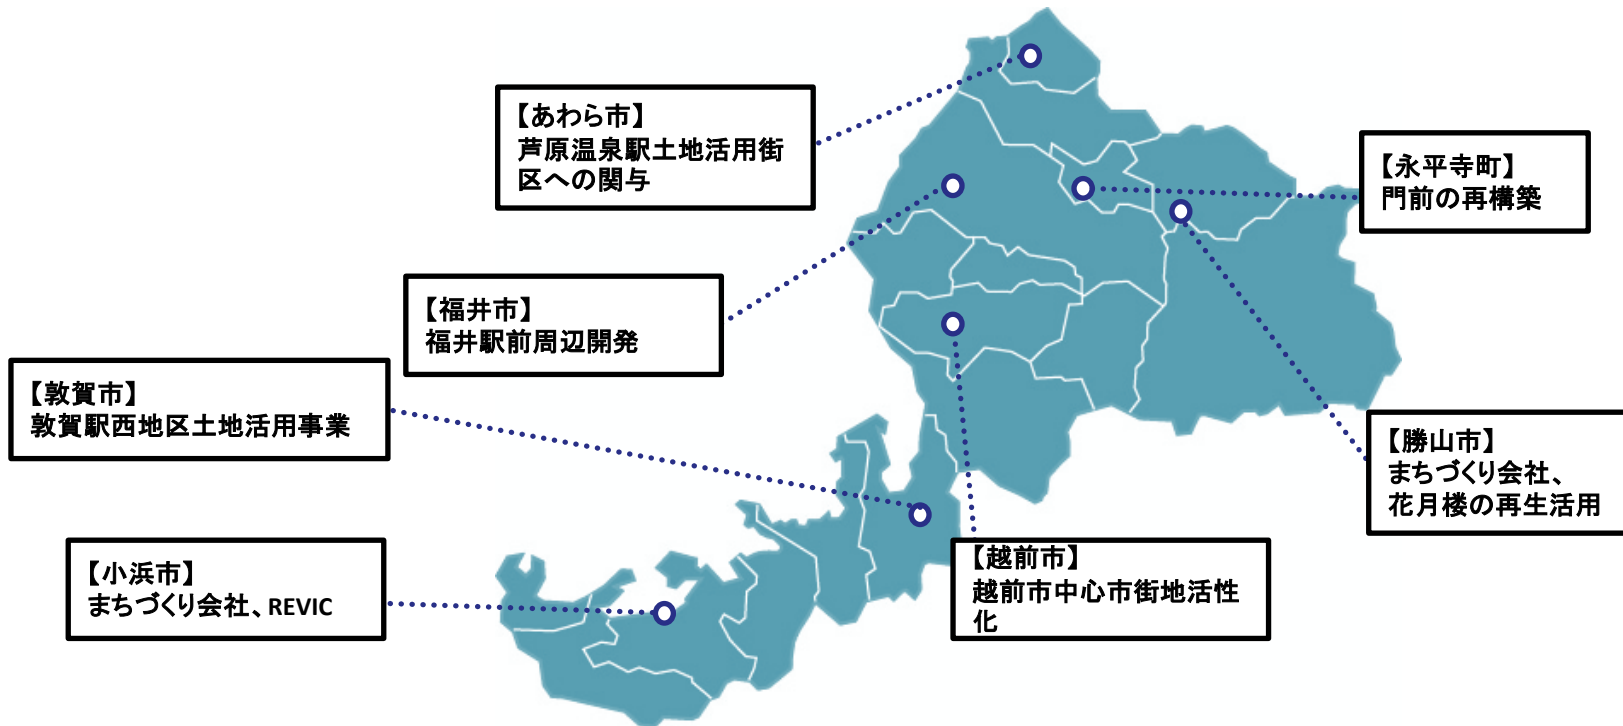 【あわら市】
芦原温泉駅土地活用街
区への関与
【永平寺町】
門前の再構築
【福井市】
福井駅前周辺開発
【敦賀市】
敦賀駅西地区土地活用事業
【勝山市】
まちづくり会社、
花月楼の再生活用
【小浜市】
まちづくり会社、REVIC
【越前市】
越前市中心市街地活性
化